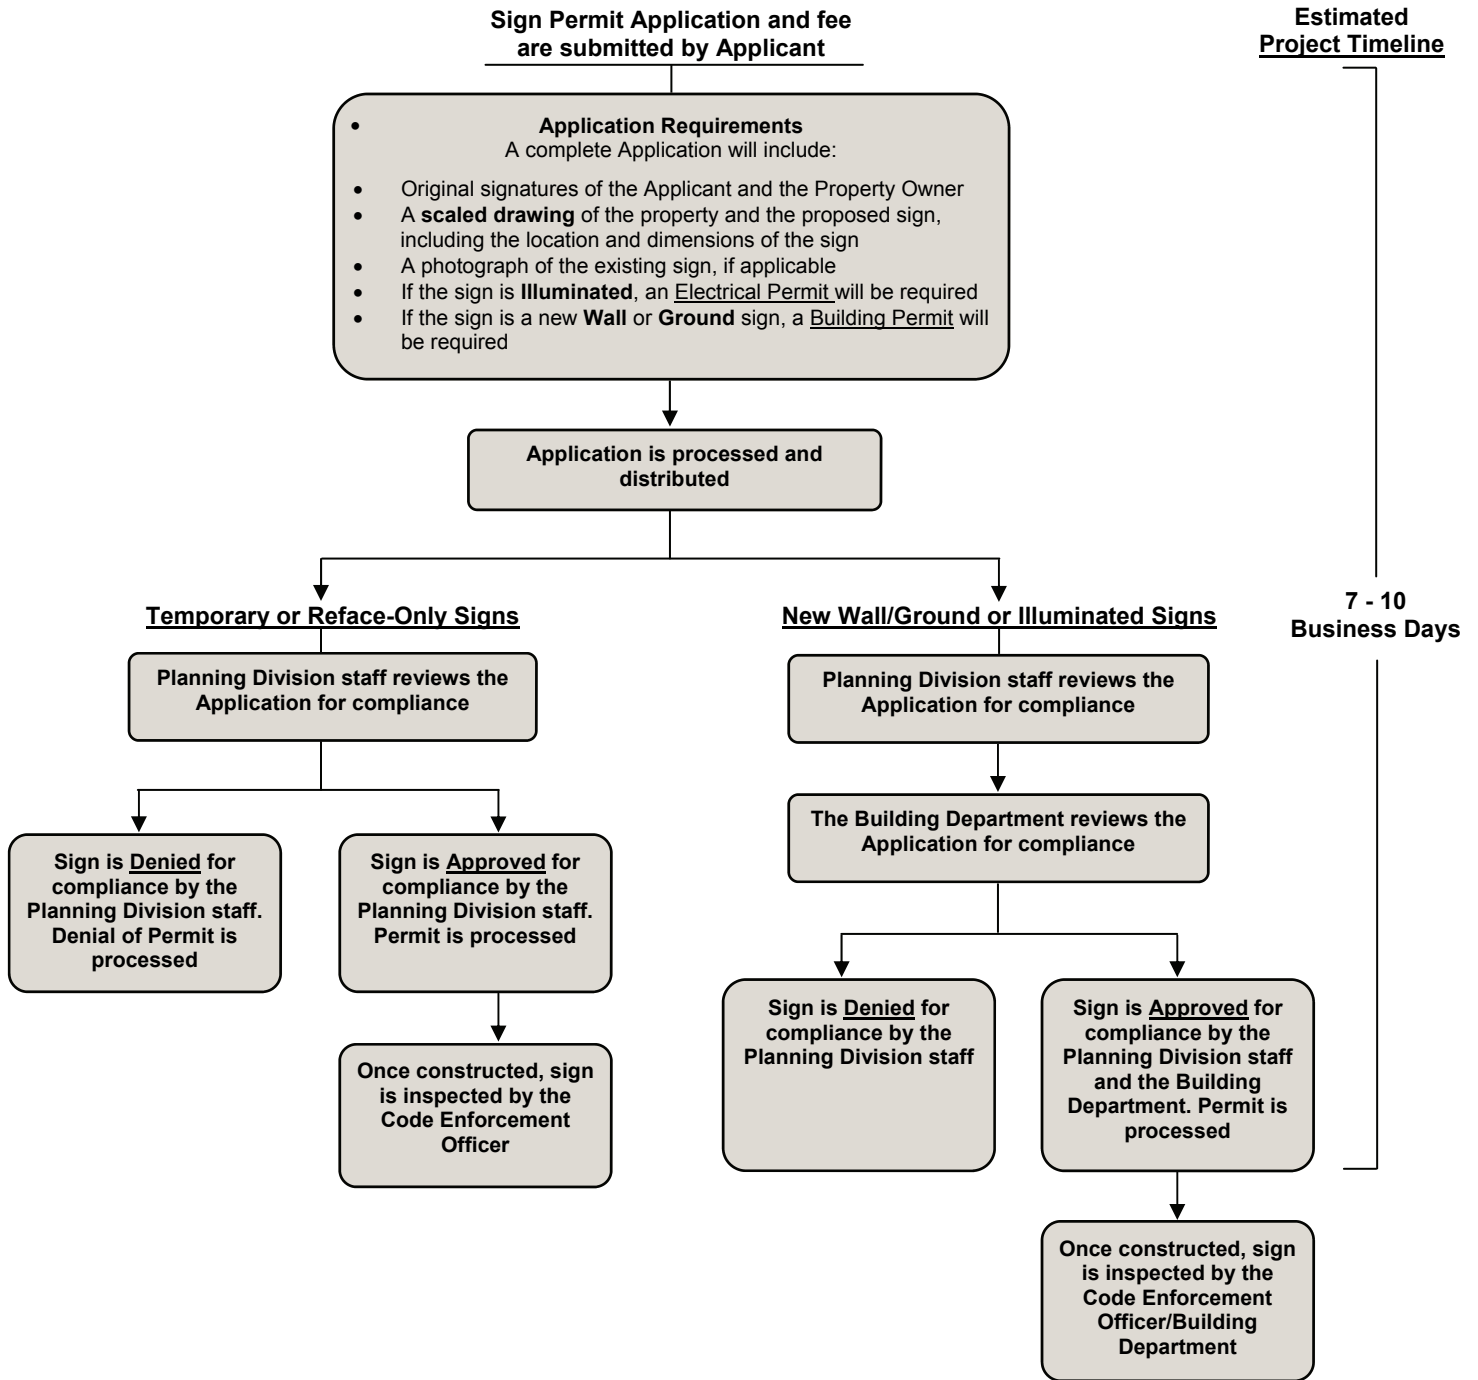 Sign Permit Application and fee
are submitted by Applicant
Estimated
Project Timeline
• Application Requirements
A complete Application will include:
• Original signatures of the Applicant and the Property Owner
• A scaled drawing of the property and the proposed sign,
including the location and dimensions of the sign
• A photograph of the existing sign, if applicable
• If the sign is Illuminated, an Electrical Permit will be required
• If the sign is a new Wall or Ground sign, a Building Permit will
be required
Application is processed and
distributed
7 - 10
Business Days
Temporary or Reface-Only Signs
Planning Division staff reviews the
Application for compliance
Sign is Denied for
compliance by the
Planning Division staff.
Denial of Permit is
processed
Sign is Approved for
compliance by the
Planning Division staff.
Permit is processed
Once constructed, sign
is inspected by the
Code Enforcement
Officer
New Wall/Ground or Illuminated Signs
Planning Division staff reviews the
Application for compliance
The Building Department reviews the
Application for compliance
Sign is Denied for
compliance by the
Planning Division staff
Sign is Approved for
compliance by the
Planning Division staff
and the Building
Department. Permit is
processed
Once constructed, sign
is inspected by the
Code Enforcement
Officer/Building
Department